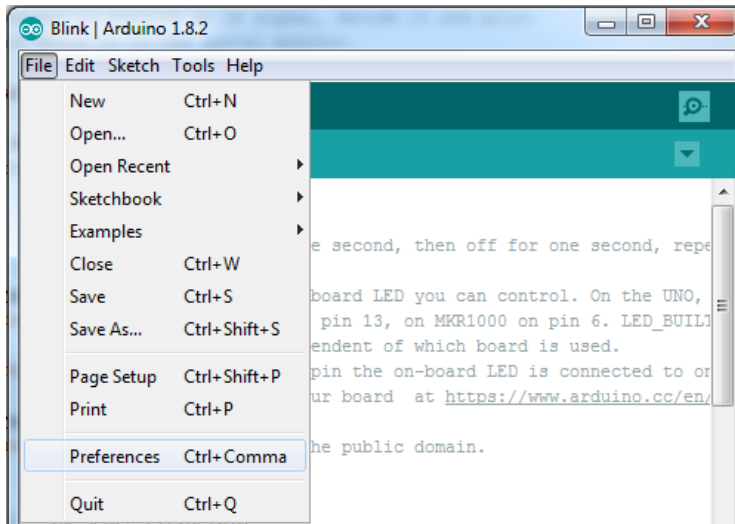 Blink | Arduino 1.8.2
File Edit Sketch Tools Help
New Ctrl+N
Open... Ctrl+O
Open Recent
Sketchbook
Examples
Close Ctrl+W
Save Ctrl+S
Save As... Ctrl+Shift+S
Page Setup Ctrl+Shift+P
Print Ctrl+P
Preferences Ctrl+Comma
Quit Ctrl+Q
e second, then off for one second, repe
board LED you can control. On the UNO,
pin 13, on MKR1000 on pin 6. LED_BUILT
endent of which board is used.
pin the on-board LED is connected to on
ur board at https://www.arduino.cc/en/
he public domain.